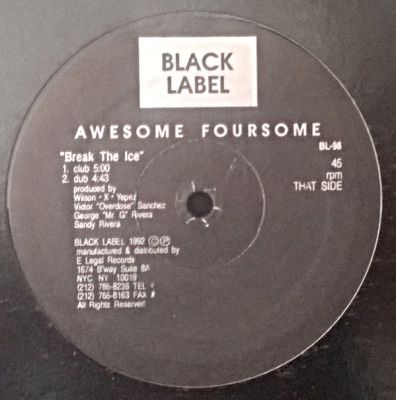 BLACK
LABEL
AWESOME FOURSOME
"Break The Ice"
1. club 5:00
2. dub 4:43
produced by
Wilson • X • Yepez
Victor "Overdose" Sanchez
George "Mr G" Rivera
Sandy Rivera
BL-98
45
rpm
THAT SIDE
BLACK LABEL 1992 ©℗
manufactured & distributed by
E Legal Records
1674 B'way Suite 8A
NYC NY 10019
(212) 765-8236 TEL #
(212) 765-8163 FAX #
All Rights Reserved